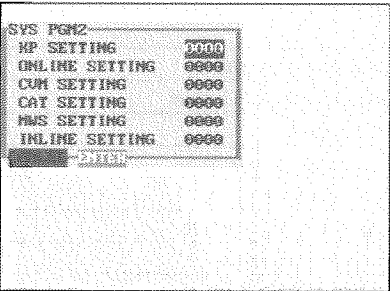 SYS PGM2
KP SETTING 0000
ONLINE SETTING 0000
CVM SETTING 0000
CAT SETTING 0000
MWS SETTING 0000
INLINE SETTING 0000
ENTER